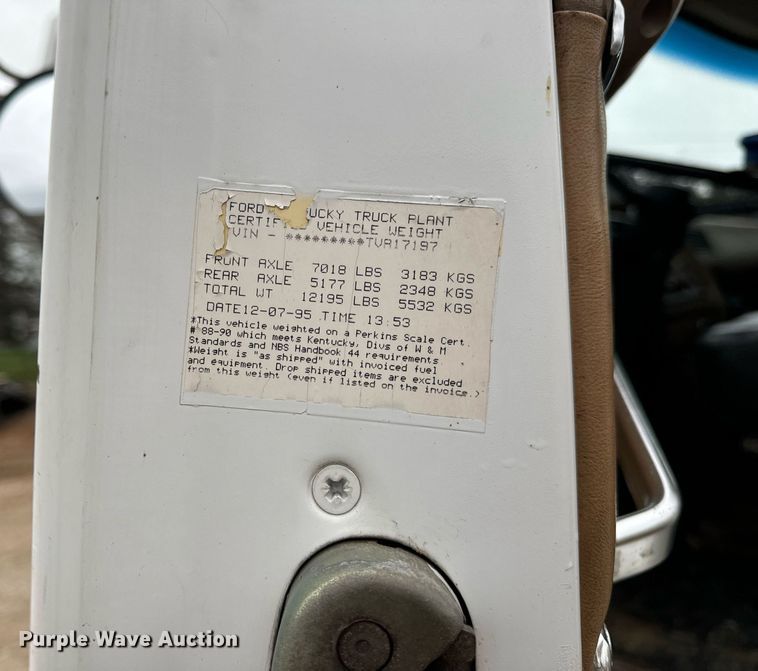 FORD UCKY TRUCK PLANT
CERTIFI VEHICLE WEIGHT
VIN - *********TVA17197
FRONT AXLE 7018 LBS 3183 KGS
REAR AXLE 5177 LBS 2348 KGS
TOTAL WT 12195 LBS 5532 KGS
DATE12-07-95 TIME 13:53
*This vehicle weighted on a Perkins Scale Cert.
# 88-90 which meets Kentucky, Divs of W & M
Standards and NBS Handbook 44 requirements.
*Weight is "as shipped" with invoiced fuel
and equipment. Drop shipped items are excluded
from this weight (even if listed on the invoice.)
Purple Wave Auction